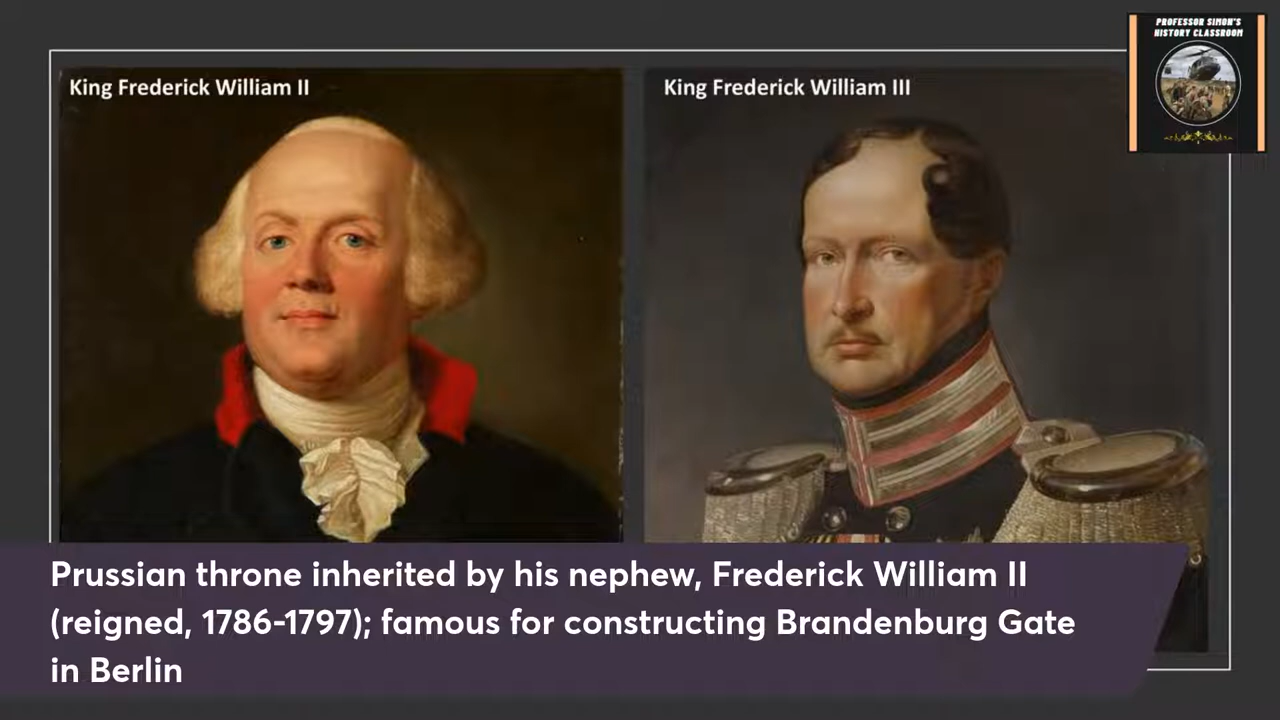 PROFESSOR SIMON'S
HISTORY CLASSROOM
King Frederick William II
King Frederick William III
Prussian throne inherited by his nephew, Frederick William II
(reigned, 1786-1797); famous for constructing Brandenburg Gate
in Berlin